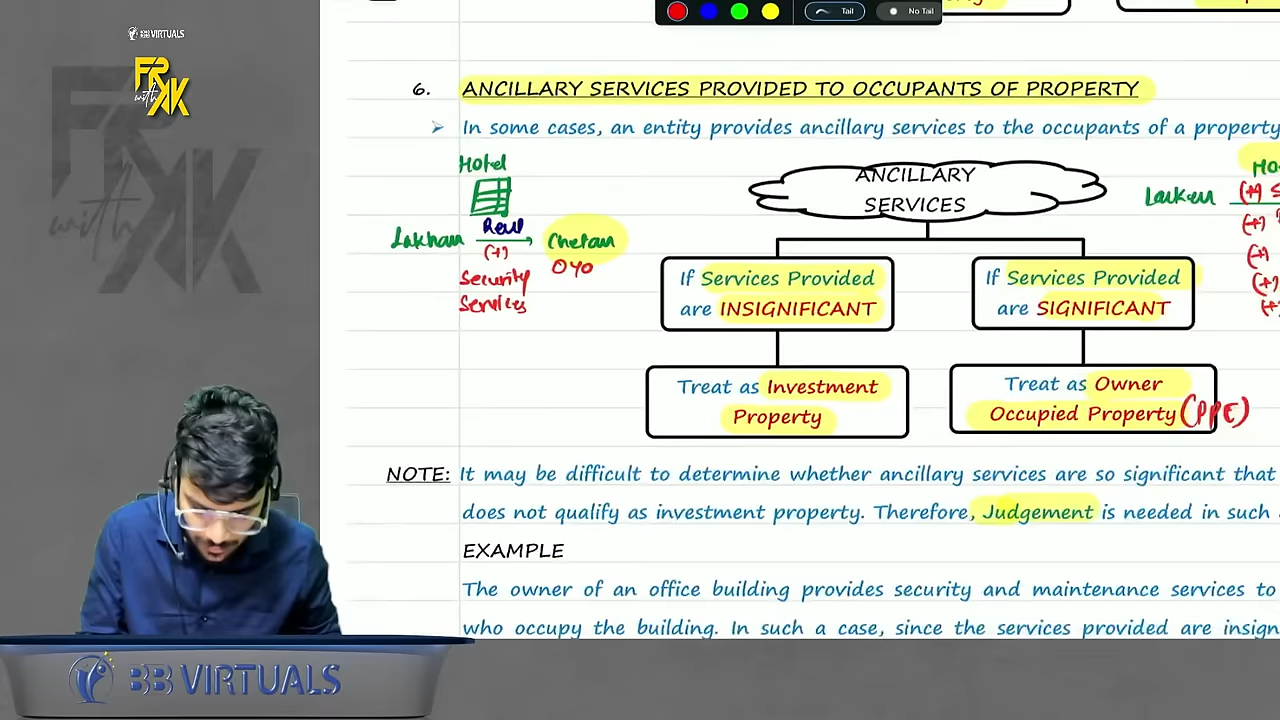 BB VIRTUALS
FR
with
KK
FR
with
KK
Tail
No Tail
6. ANCILLARY SERVICES PROVIDED TO OCCUPANTS OF PROPERTY
➢ In some cases, an entity provides ancillary services to the occupants of a property
Hotel
Lakhan
Rent
(+)
Security
Services
Chetan
OYO
ANCILLARY
SERVICES
If Services Provided
are INSIGNIFICANT
If Services Provided
are SIGNIFICANT
Treat as Investment
Property
Treat as Owner
Occupied Property (PPE)
Ho
(+) S
(+)
(+)
(+)
(+)
NOTE: It may be difficult to determine whether ancillary services are so significant that
does not qualify as investment property. Therefore, Judgement is needed in such
EXAMPLE
The owner of an office building provides security and maintenance services to
who occupy the building. In such a case, since the services provided are insign
BB VIRTUALS